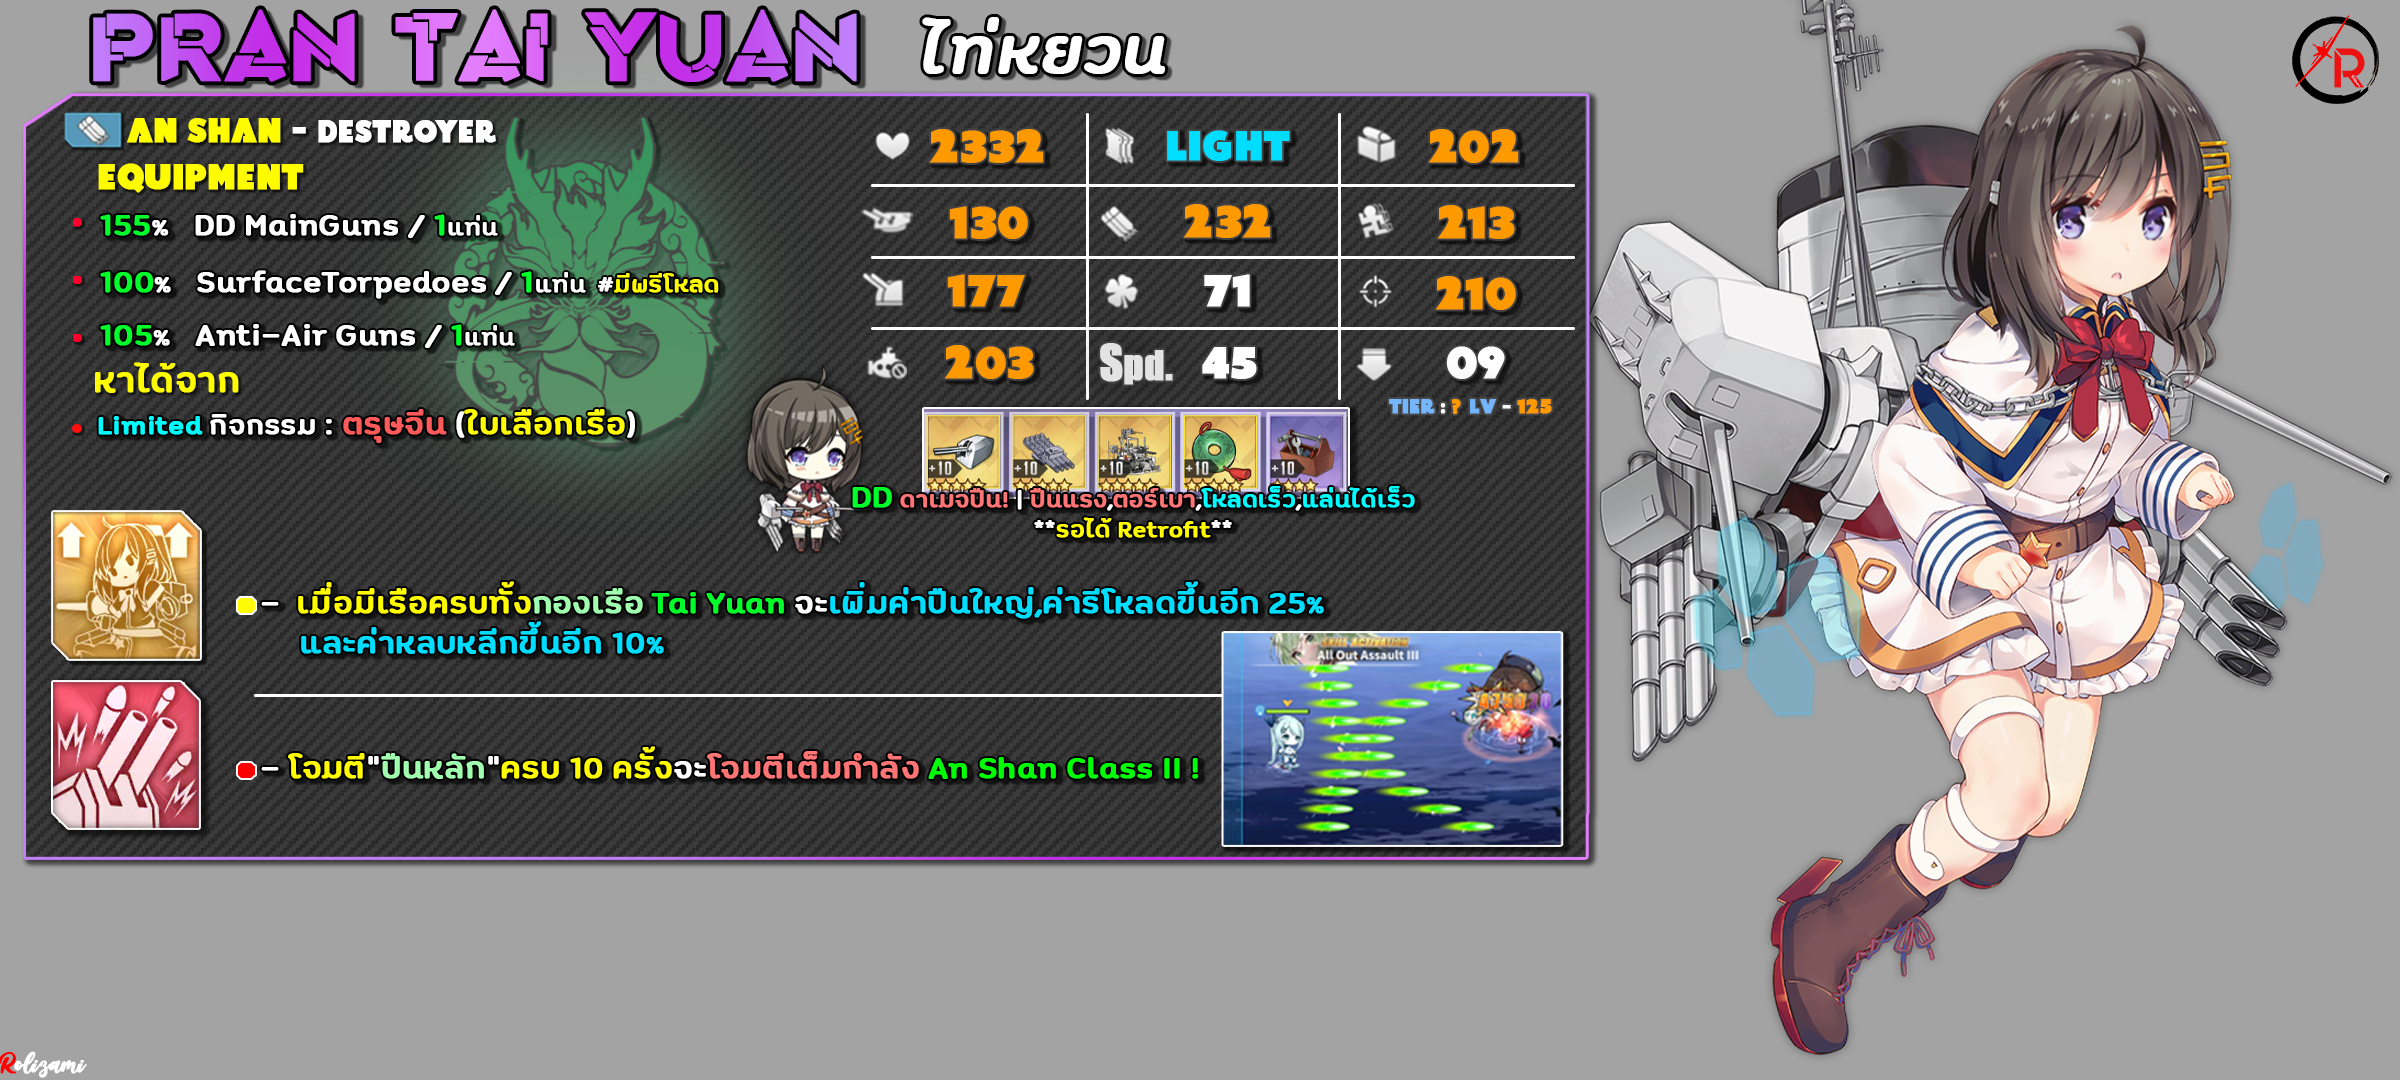 PRAN TAI YUAN ไท่หยวน
R
AN SHAN - DESTROYER
EQUIPMENT
155% DD MainGuns / 1แท่น
100% SurfaceTorpedoes / 1แท่น #มีพรีโหลด
105% Anti-Air Guns / 1แท่น
หาได้จาก
Limited กิจกรรม : ตรุษจีน (ใบเลือกเรือ)
2332 LIGHT 202
130 232 213
177 71 210
203 Spd. 45 09
TIER : ? LV - 125
+10 +10 +10 +10 +10
DD ดาเมจปืน! | ปืนแรง,ตอร์เบา,โหลดเร็ว,แล่นได้เร็ว
**รอได้ Retrofit**
- เมื่อมีเรือครบทั้งกองเรือ Tai Yuan จะเพิ่มค่าปืนใหญ่,ค่ารีโหลดขึ้นอีก 25%
และค่าหลบหลีกขึ้นอีก 10%
SKILL ACTIVATION
All Out Assault III
- โจมตี"ปืนหลัก"ครบ 10 ครั้งจะโจมตีเต็มกำลัง An Shan Class II !
Rolizami